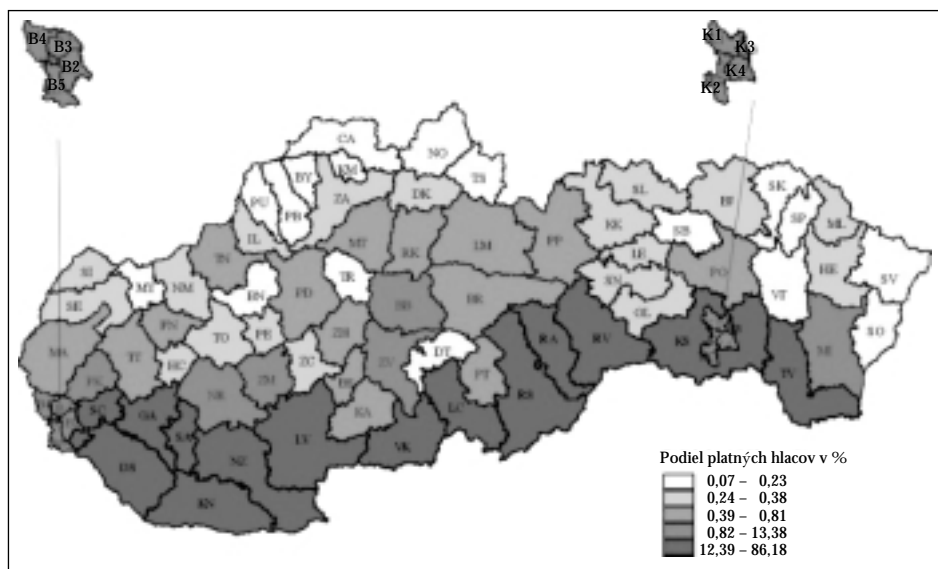 B4
B3
B2
B5
K1
K3
K4
K2
CA
NO
TS
BY
KM
PU
PB
ZA
DK
IL
MT
RK
LM
PP
KK
SL
SB
BJ
SK
SP
ML
SI
SE
MY
NM
TN
BN
PD
TR
BB
BR
LE
SN
GL
PO
VT
HE
SV
SO
MA
TT
PN
HC
TO
PE
ZC
ZH
ZV
DT
PT
RA
RV
RS
KS
TV
MI
PK
SC
GA
SA
NR
ZM
KA
DS
KN
NZ
LV
VK
LC
Podiel platných hlacov v %
0,07 – 0,23
0,24 – 0,38
0,39 – 0,81
0,82 – 13,38
12,39 – 86,18